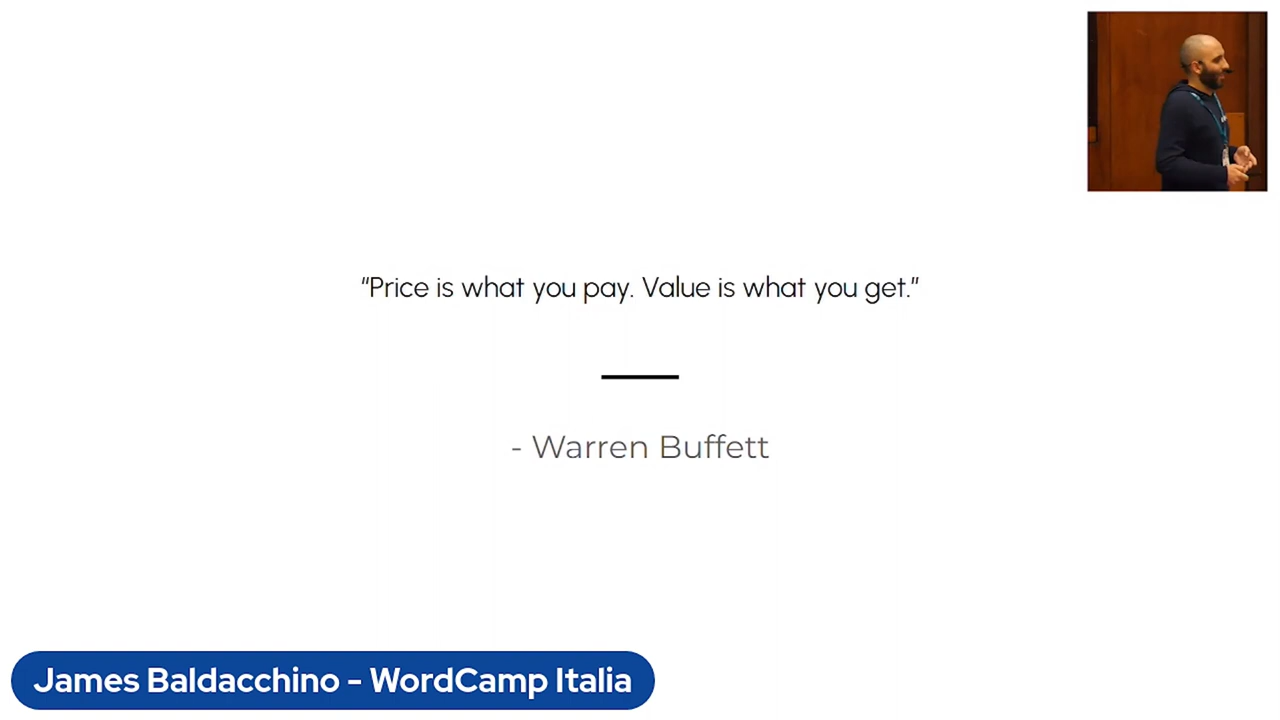 "Price is what you pay. Value is what you get."
- Warren Buffett
James Baldacchino - WordCamp Italia